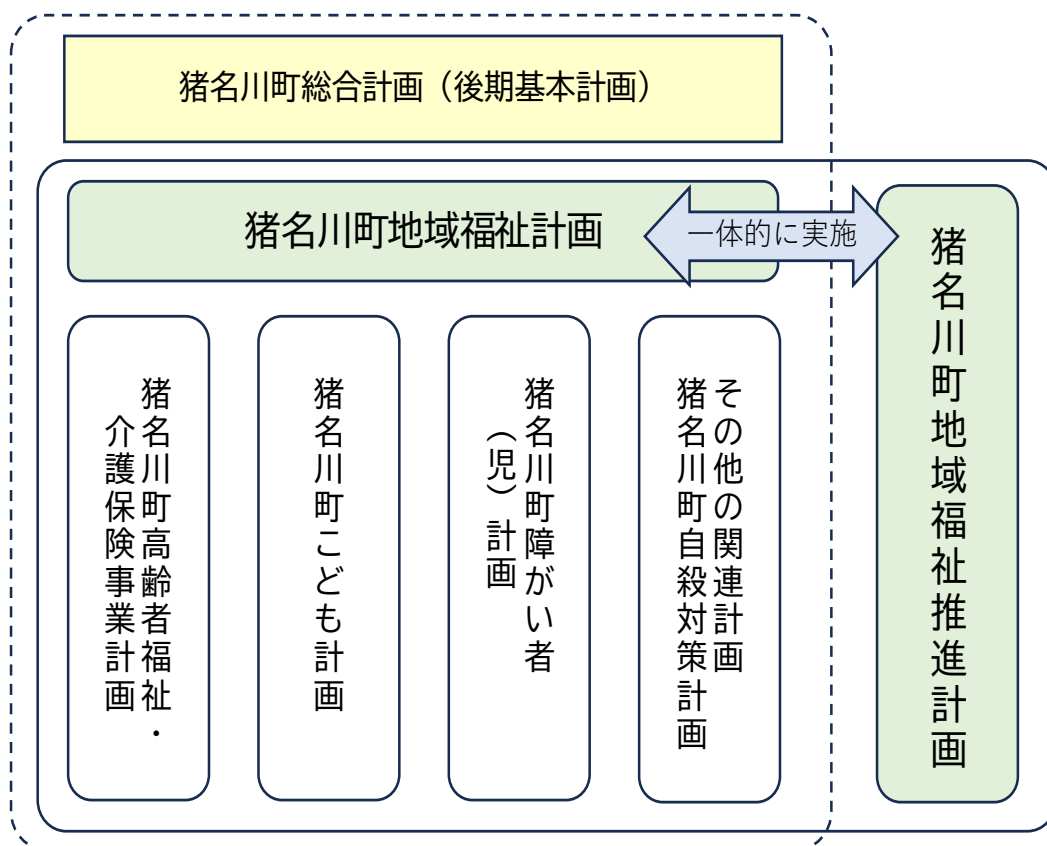 猪名川町総合計画（後期基本計画）
猪名川町地域福祉計画
一体的に実施
猪名川町高齢者福祉・
介護保険事業計画
猪名川町こども計画
猪名川町障がい者
（児）計画
その他の関連計画
猪名川町自殺対策計画
猪名川町地域福祉推進計画